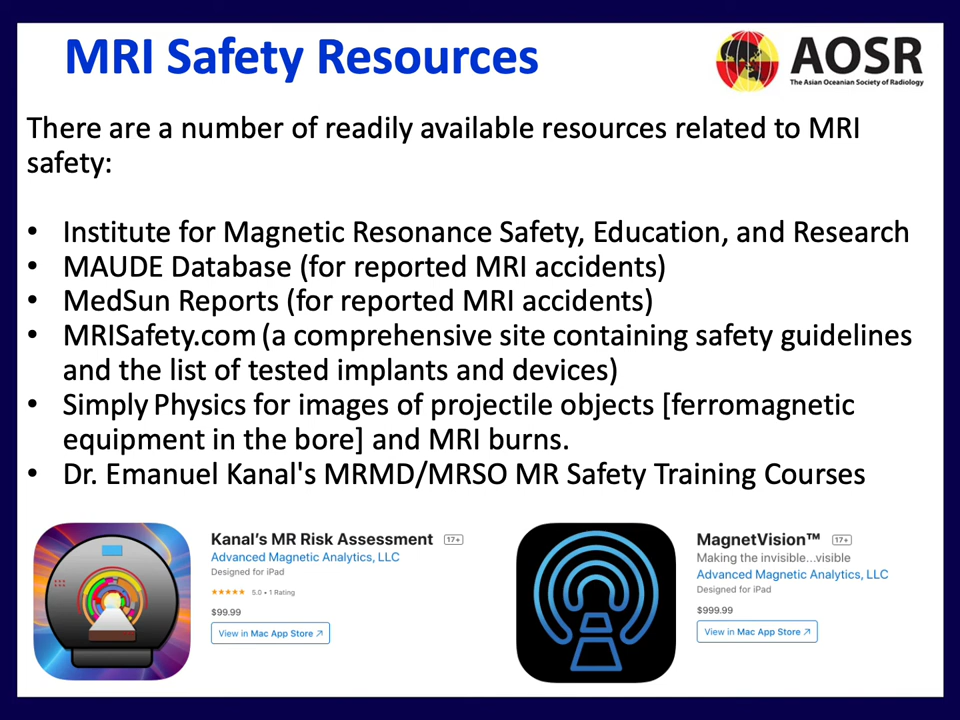 MRI Safety Resources
AOSR
The Asian Oceanian Society of Radiology
There are a number of readily available resources related to MRI
safety:
• Institute for Magnetic Resonance Safety, Education, and Research
• MAUDE Database (for reported MRI accidents)
• MedSun Reports (for reported MRI accidents)
• MRISafety.com (a comprehensive site containing safety guidelines
and the list of tested implants and devices)
• Simply Physics for images of projectile objects [ferromagnetic
equipment in the bore] and MRI burns.
• Dr. Emanuel Kanal's MRMD/MRSO MR Safety Training Courses
Kanal's MR Risk Assessment 17+
Advanced Magnetic Analytics, LLC
Designed for iPad
★★★★★ 5.0 • 1 Rating
$99.99
View in Mac App Store ↗
MagnetVision™ 17+
Making the invisible...visible
Advanced Magnetic Analytics, LLC
Designed for iPad
$999.99
View in Mac App Store ↗